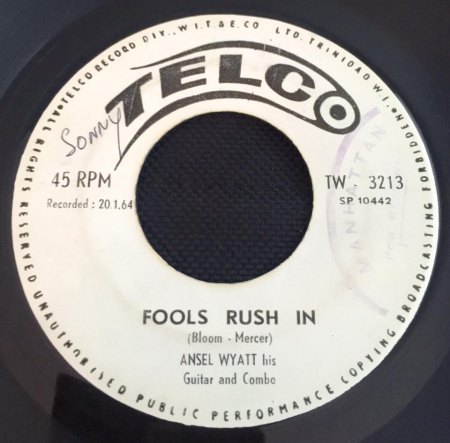 TELCO RECORD DIV., W.I.T. & E. CO LTD., TRINIDAD W.I.
TELCO
Sonny
45 RPM
Recorded : 20.1.64
TW . 3213
SP 10442
MANHATTAN
FOR
FOOLS RUSH IN
(Bloom - Mercer)
ANSEL WYATT his
Guitar and Combo
ALL RIGHTS RESERVED UNAUTHORISED PUBLIC PERFORMANCE COPYING BROADCASTING FORBIDDEN